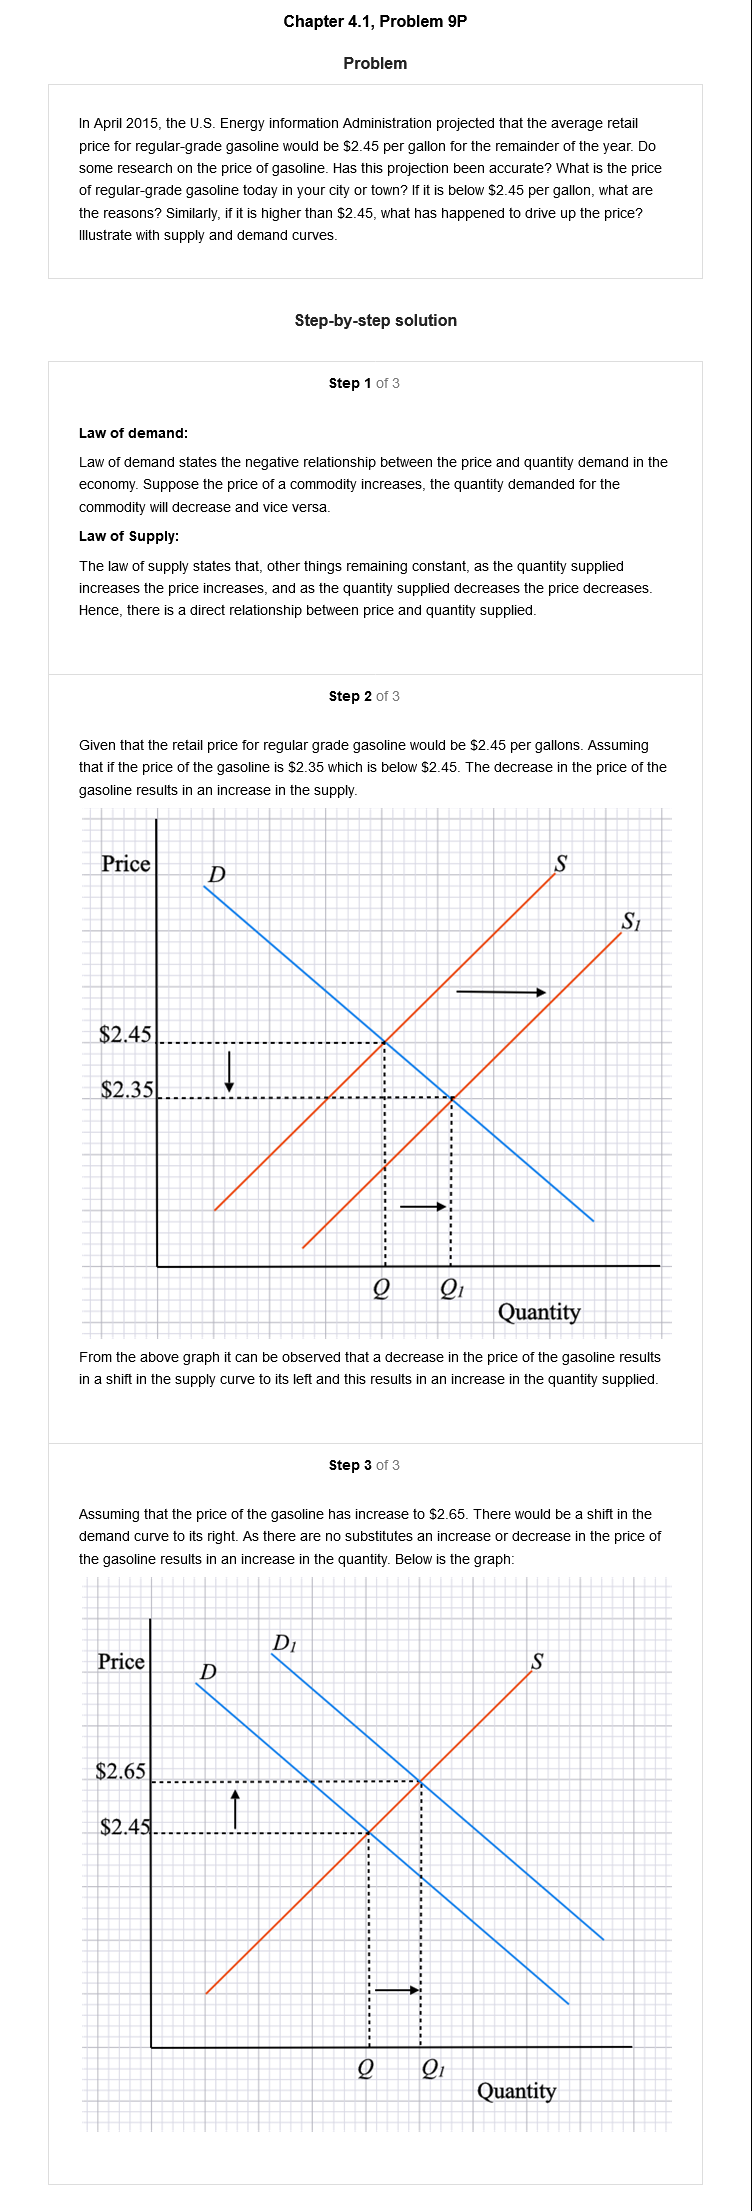 Chapter 4.1, Problem 9P
Problem
In April 2015, the U.S. Energy information Administration projected that the average retail
price for regular-grade gasoline would be $2.45 per gallon for the remainder of the year. Do
some research on the price of gasoline. Has this projection been accurate? What is the price
of regular-grade gasoline today in your city or town? If it is below $2.45 per gallon, what are
the reasons? Similarly, if it is higher than $2.45, what has happened to drive up the price?
Illustrate with supply and demand curves.
Step-by-step solution
Step 1 of 3
Law of demand:
Law of demand states the negative relationship between the price and quantity demand in the
economy. Suppose the price of a commodity increases, the quantity demanded for the
commodity will decrease and vice versa.
Law of Supply:
The law of supply states that, other things remaining constant, as the quantity supplied
increases the price increases, and as the quantity supplied decreases the price decreases.
Hence, there is a direct relationship between price and quantity supplied.
Step 2 of 3
Given that the retail price for regular grade gasoline would be $2.45 per gallons. Assuming
that if the price of the gasoline is $2.35 which is below $2.45. The decrease in the price of the
gasoline results in an increase in the supply.
Price
D
S
S1
$2.45
$2.35
Q
Q1
Quantity
From the above graph it can be observed that a decrease in the price of the gasoline results
in a shift in the supply curve to its left and this results in an increase in the quantity supplied.
Step 3 of 3
Assuming that the price of the gasoline has increase to $2.65. There would be a shift in the
demand curve to its right. As there are no substitutes an increase or decrease in the price of
the gasoline results in an increase in the quantity. Below is the graph:
D1
Price
D
S
$2.65
$2.45
Q
Q1
Quantity